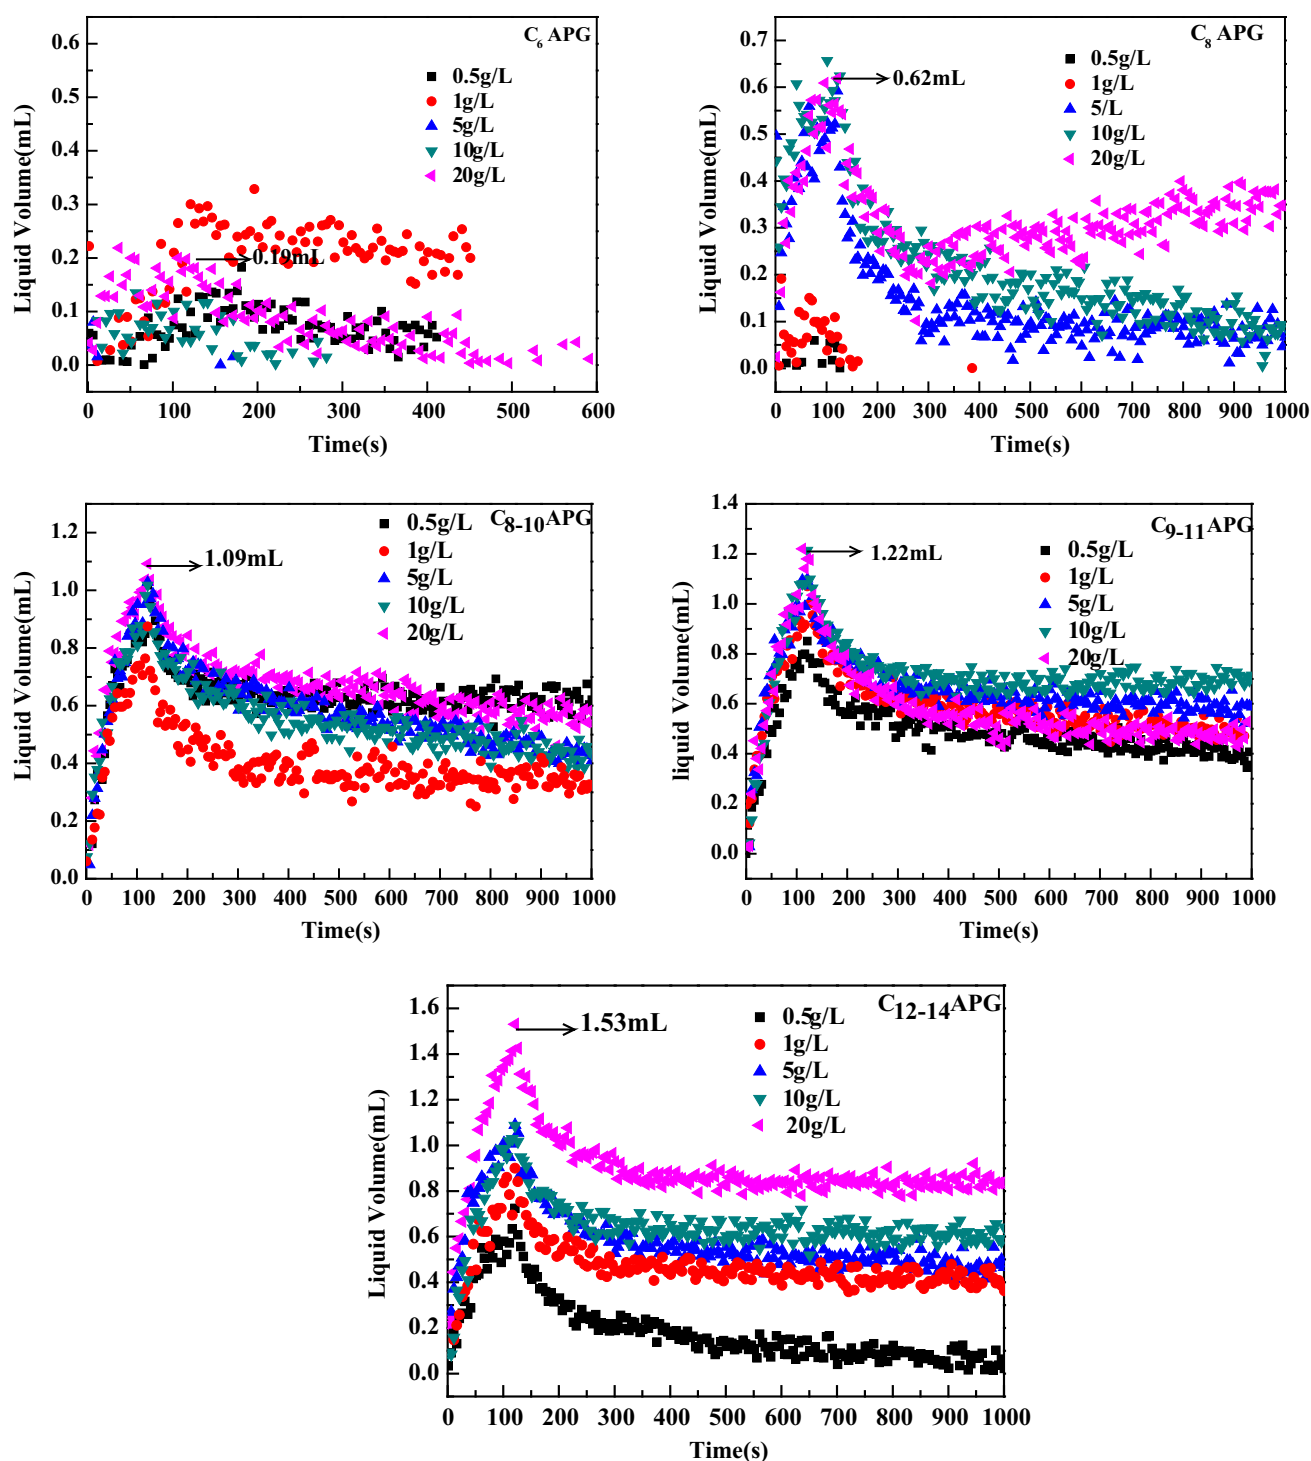 C6 APG
0.6
0.5
0.4
0.3
0.2
0.1
0.0
Liquid Volume(mL)
0.5g/L
1g/L
5g/L
10g/L
20g/L
0.19mL
0 100 200 300 400 500 600
Time(s)
C8 APG
0.7
0.6
0.5
0.4
0.3
0.2
0.1
0.0
Liquid Volume(mL)
0.62mL
0.5g/L
1g/L
5/L
10g/L
20g/L
0 100 200 300 400 500 600 700 800 900 1000
Time(s)
C8-10APG
1.2
1.0
0.8
0.6
0.4
0.2
0.0
Liquid Volume(mL)
1.09mL
0.5g/L
1g/L
5g/L
10g/L
20g/L
0 100 200 300 400 500 600 700 800 900 1000
Time(s)
C9-11APG
1.4
1.2
1.0
0.8
0.6
0.4
0.2
0.0
liquid Volume(mL)
1.22mL
0.5g/L
1g/L
5g/L
10g/L
20g/L
0 100 200 300 400 500 600 700 800 900 1000
Time(s)
C12-14APG
1.6
1.4
1.2
1.0
0.8
0.6
0.4
0.2
0.0
Liquid Volume(mL)
1.53mL
0.5g/L
1g/L
5g/L
10g/L
20g/L
0 100 200 300 400 500 600 700 800 900 1000
Time(s)